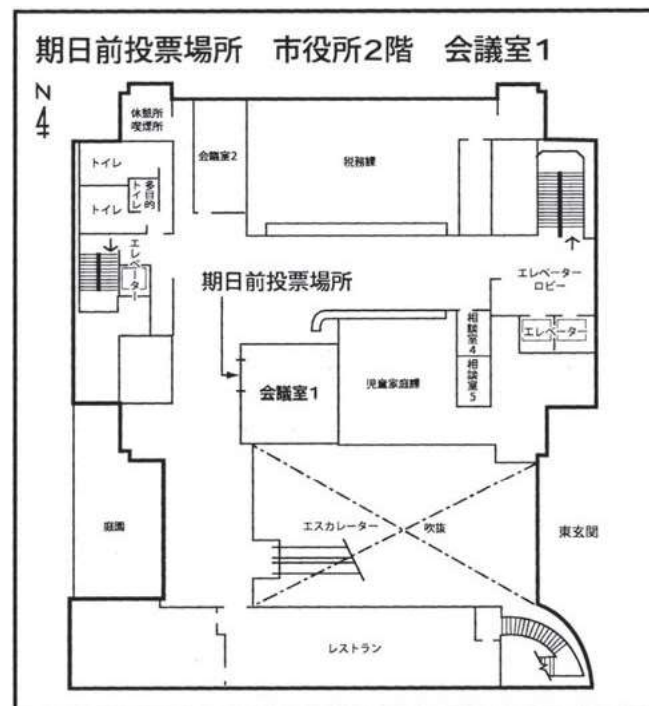 期日前投票場所 市役所2階 会議室1
N
休憩所
喫煙所
会議室2
税務課
トイレ
多目的
トイレ
トイレ
エレベーター
エレベーター
ロビー
期日前投票場所
エレベーター
相談室4
会議室1
児童家庭課
相談室5
庭園
エスカレーター
吹抜
東玄関
レストラン